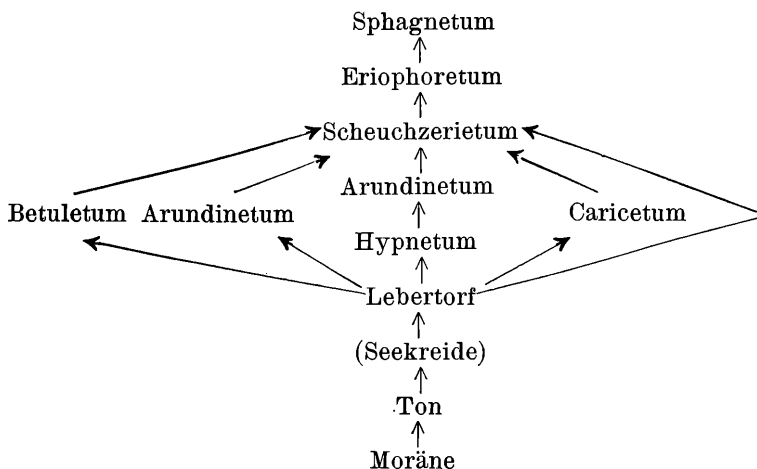 Sphagnetum
Eriophoretum
Scheuchzerietum
Arundinetum
Betuletum Arundinetum Caricetum
Hypnetum
Lebertorf
(Seekreide)
Ton
Moräne